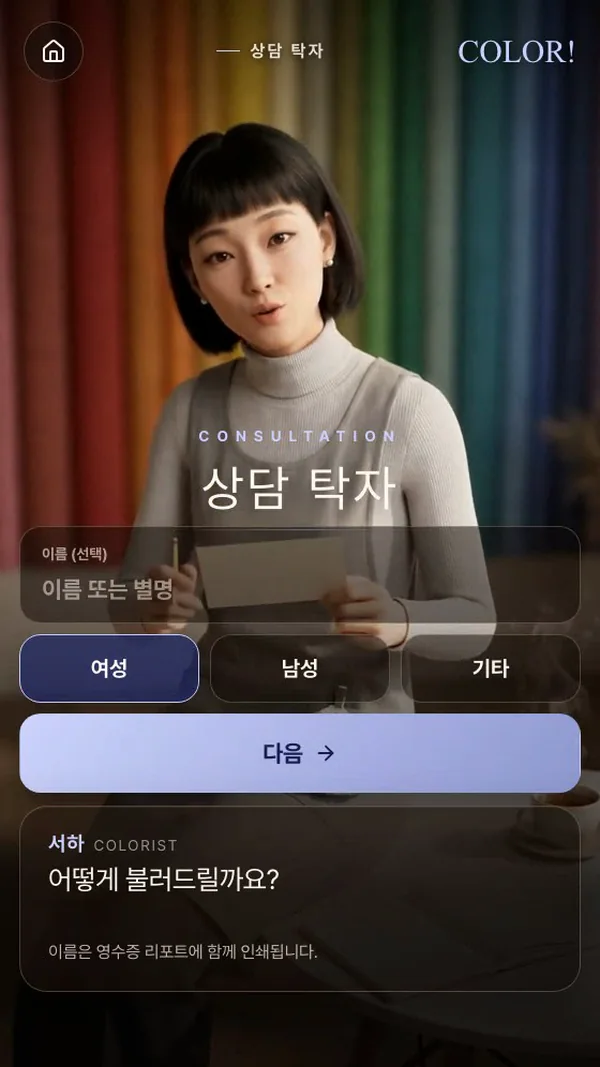 상담 탁자
COLOR!
CONSULTATION
상담 탁자
이름 (선택)
이름 또는 별명
여성
남성
기타
다음 →
서하 COLORIST
어떻게 불러드릴까요?
이름은 영수증 리포트에 함께 인쇄됩니다.